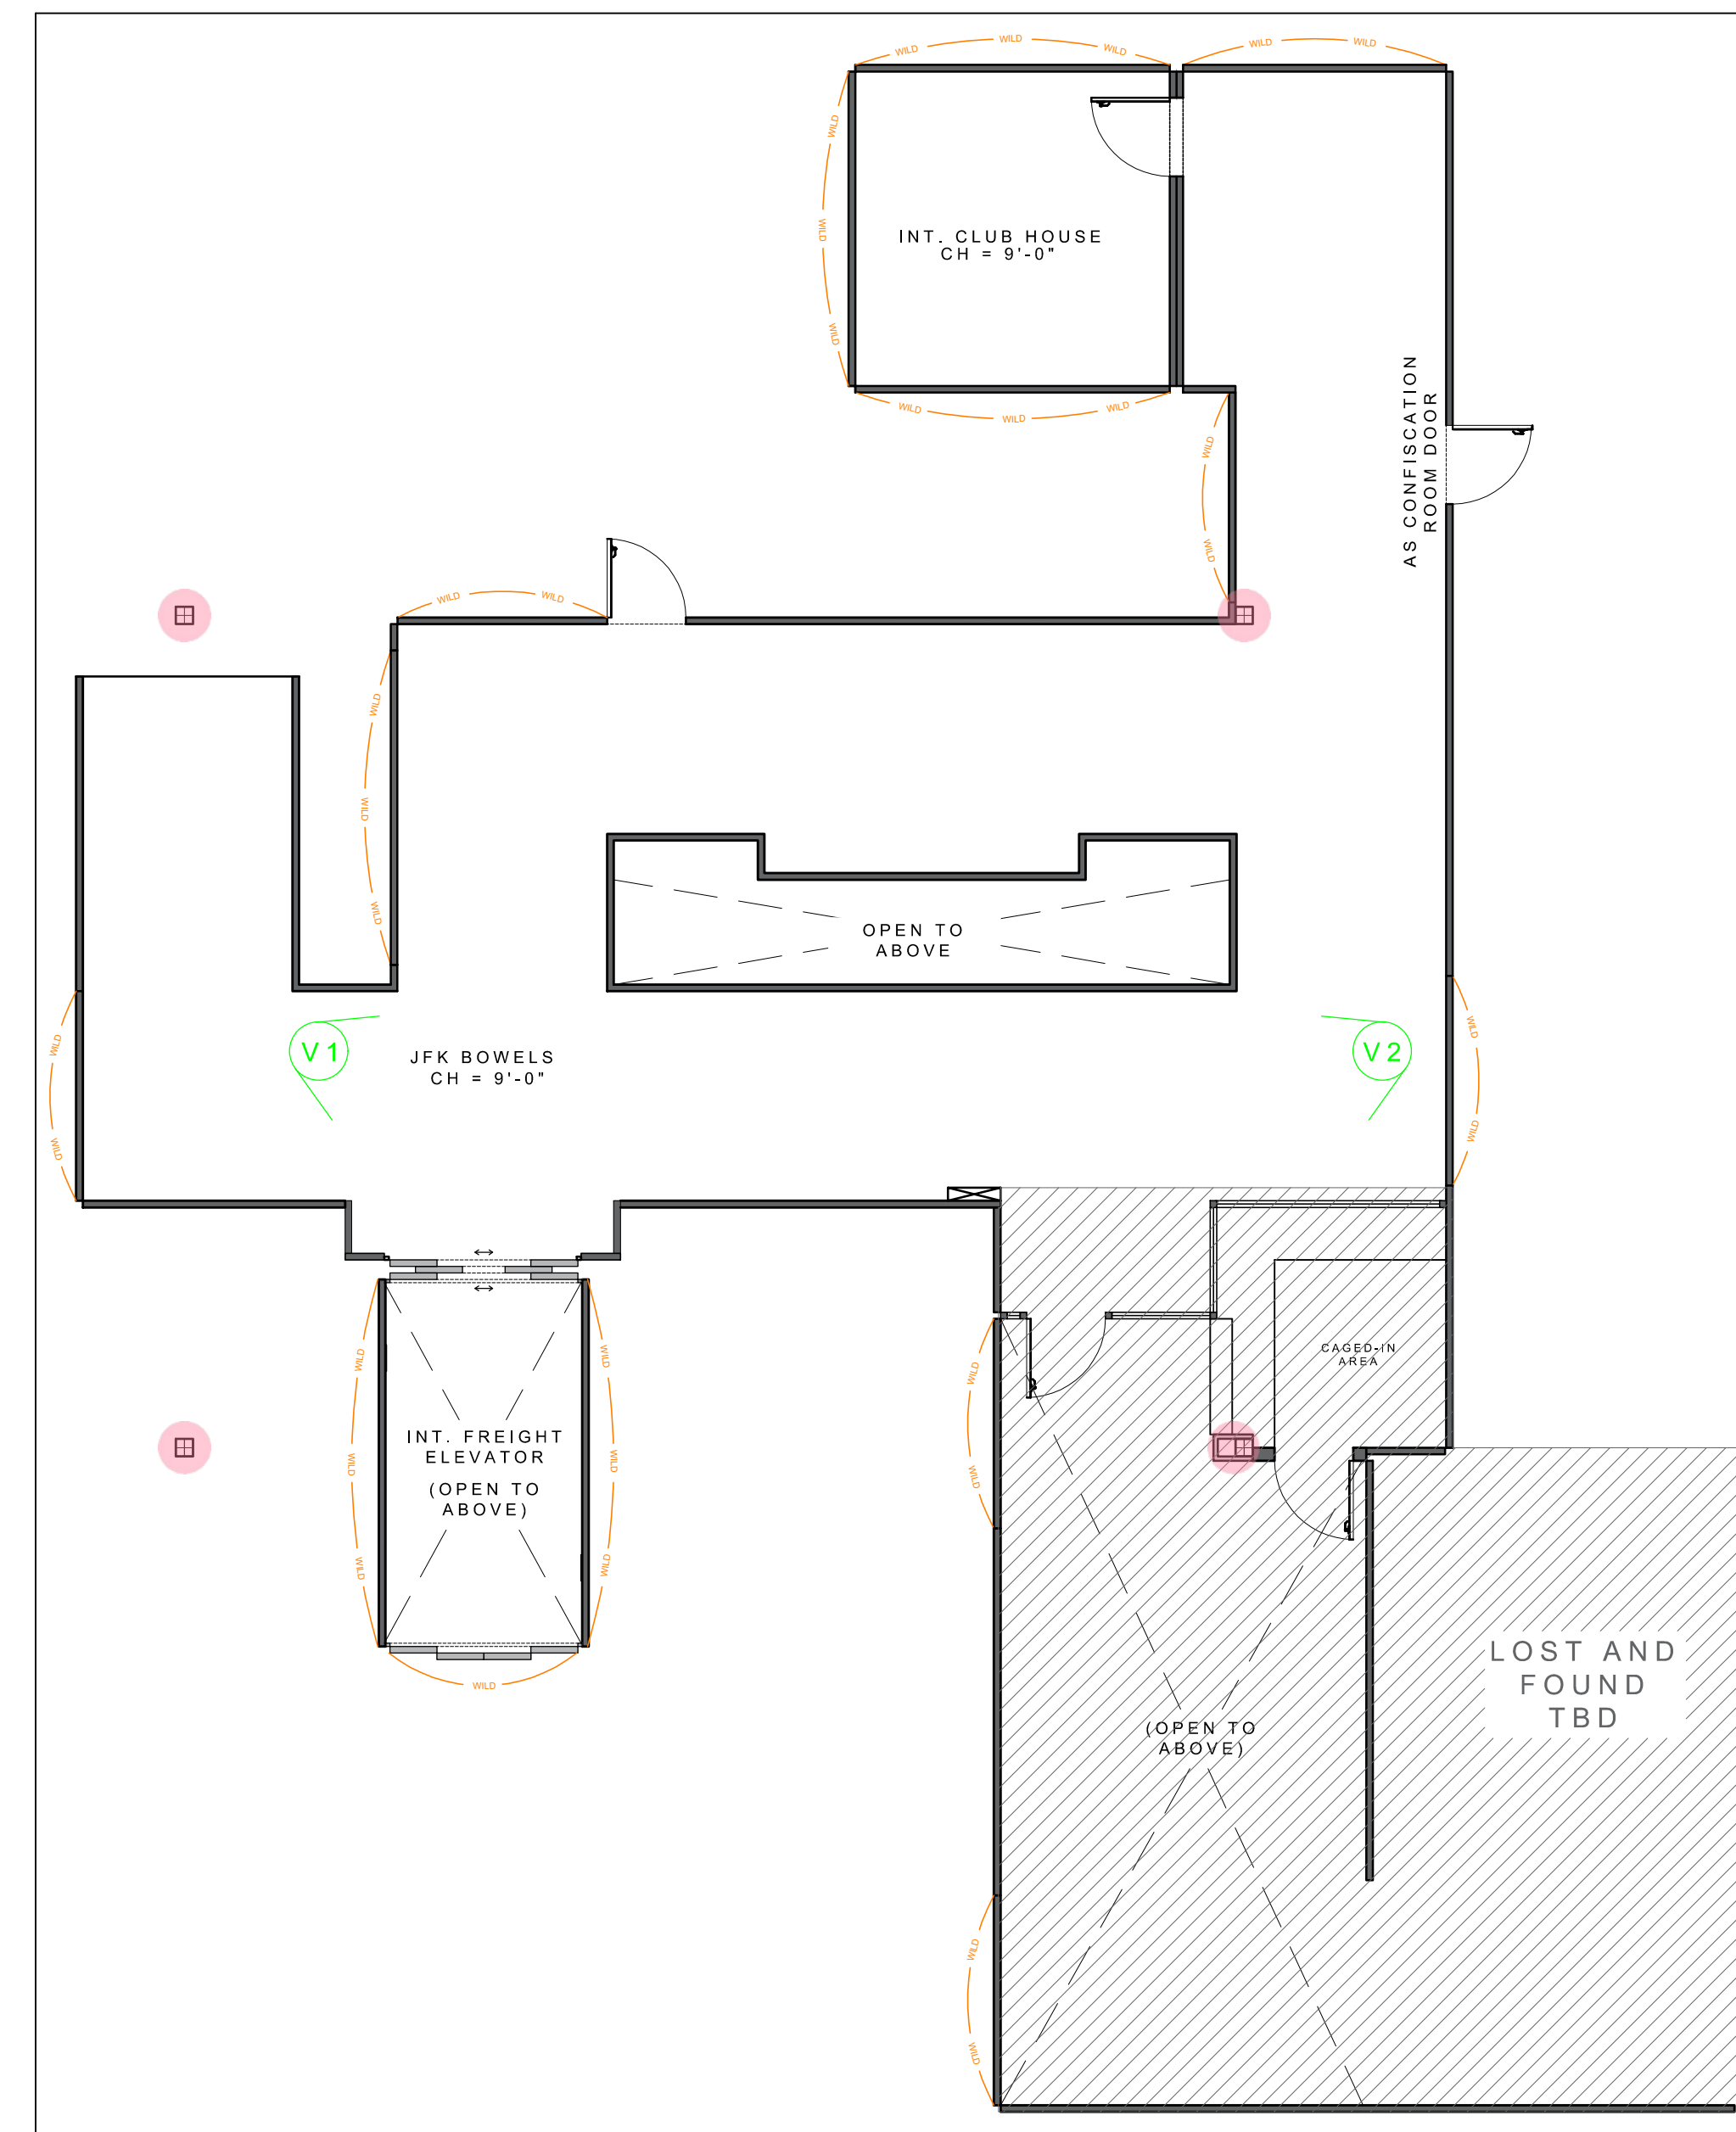 WILD WILD WILD WILD WILD
WILD
WILD
WILD
INT. CLUB HOUSE
CH = 9'-0"
WILD WILD WILD
AS CONFISCATION
ROOM DOOR
WILD
WILD
WILD WILD
WILD
WILD
WILD
OPEN TO
ABOVE
V1
JFK BOWELS
CH = 9'-0"
V2
WILD
WILD
WILD
WILD
CAGED-IN
AREA
WILD
WILD
WILD
INT. FREIGHT
ELEVATOR
(OPEN TO
ABOVE)
WILD
WILD
WILD
WILD
WILD
WILD
WILD
LOST AND
FOUND
TBD
(OPEN TO
ABOVE)
WILD
WILD